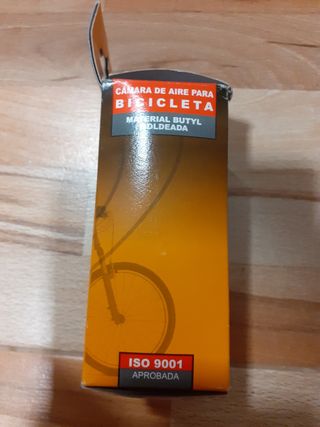 CÁMARA DE AIRE PARA
BICICLETA
MATERIAL BUTYL
MOLDEADA
ISO 9001
APROBADA